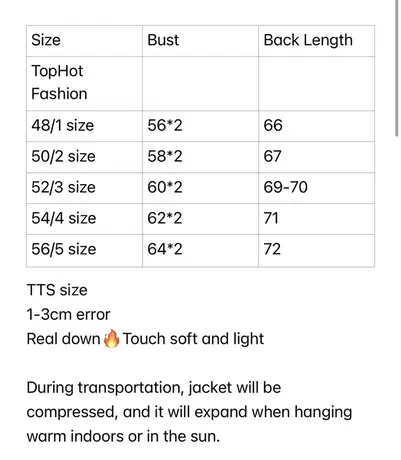 Size Bust Back Length
TopHot
Fashion
48/1 size 56*2 66
50/2 size 58*2 67
52/3 size 60*2 69-70
54/4 size 62*2 71
56/5 size 64*2 72
TTS size
1-3cm error
Real down🔥Touch soft and light
During transportation, jacket will be
compressed, and it will expand when hanging
warm indoors or in the sun.